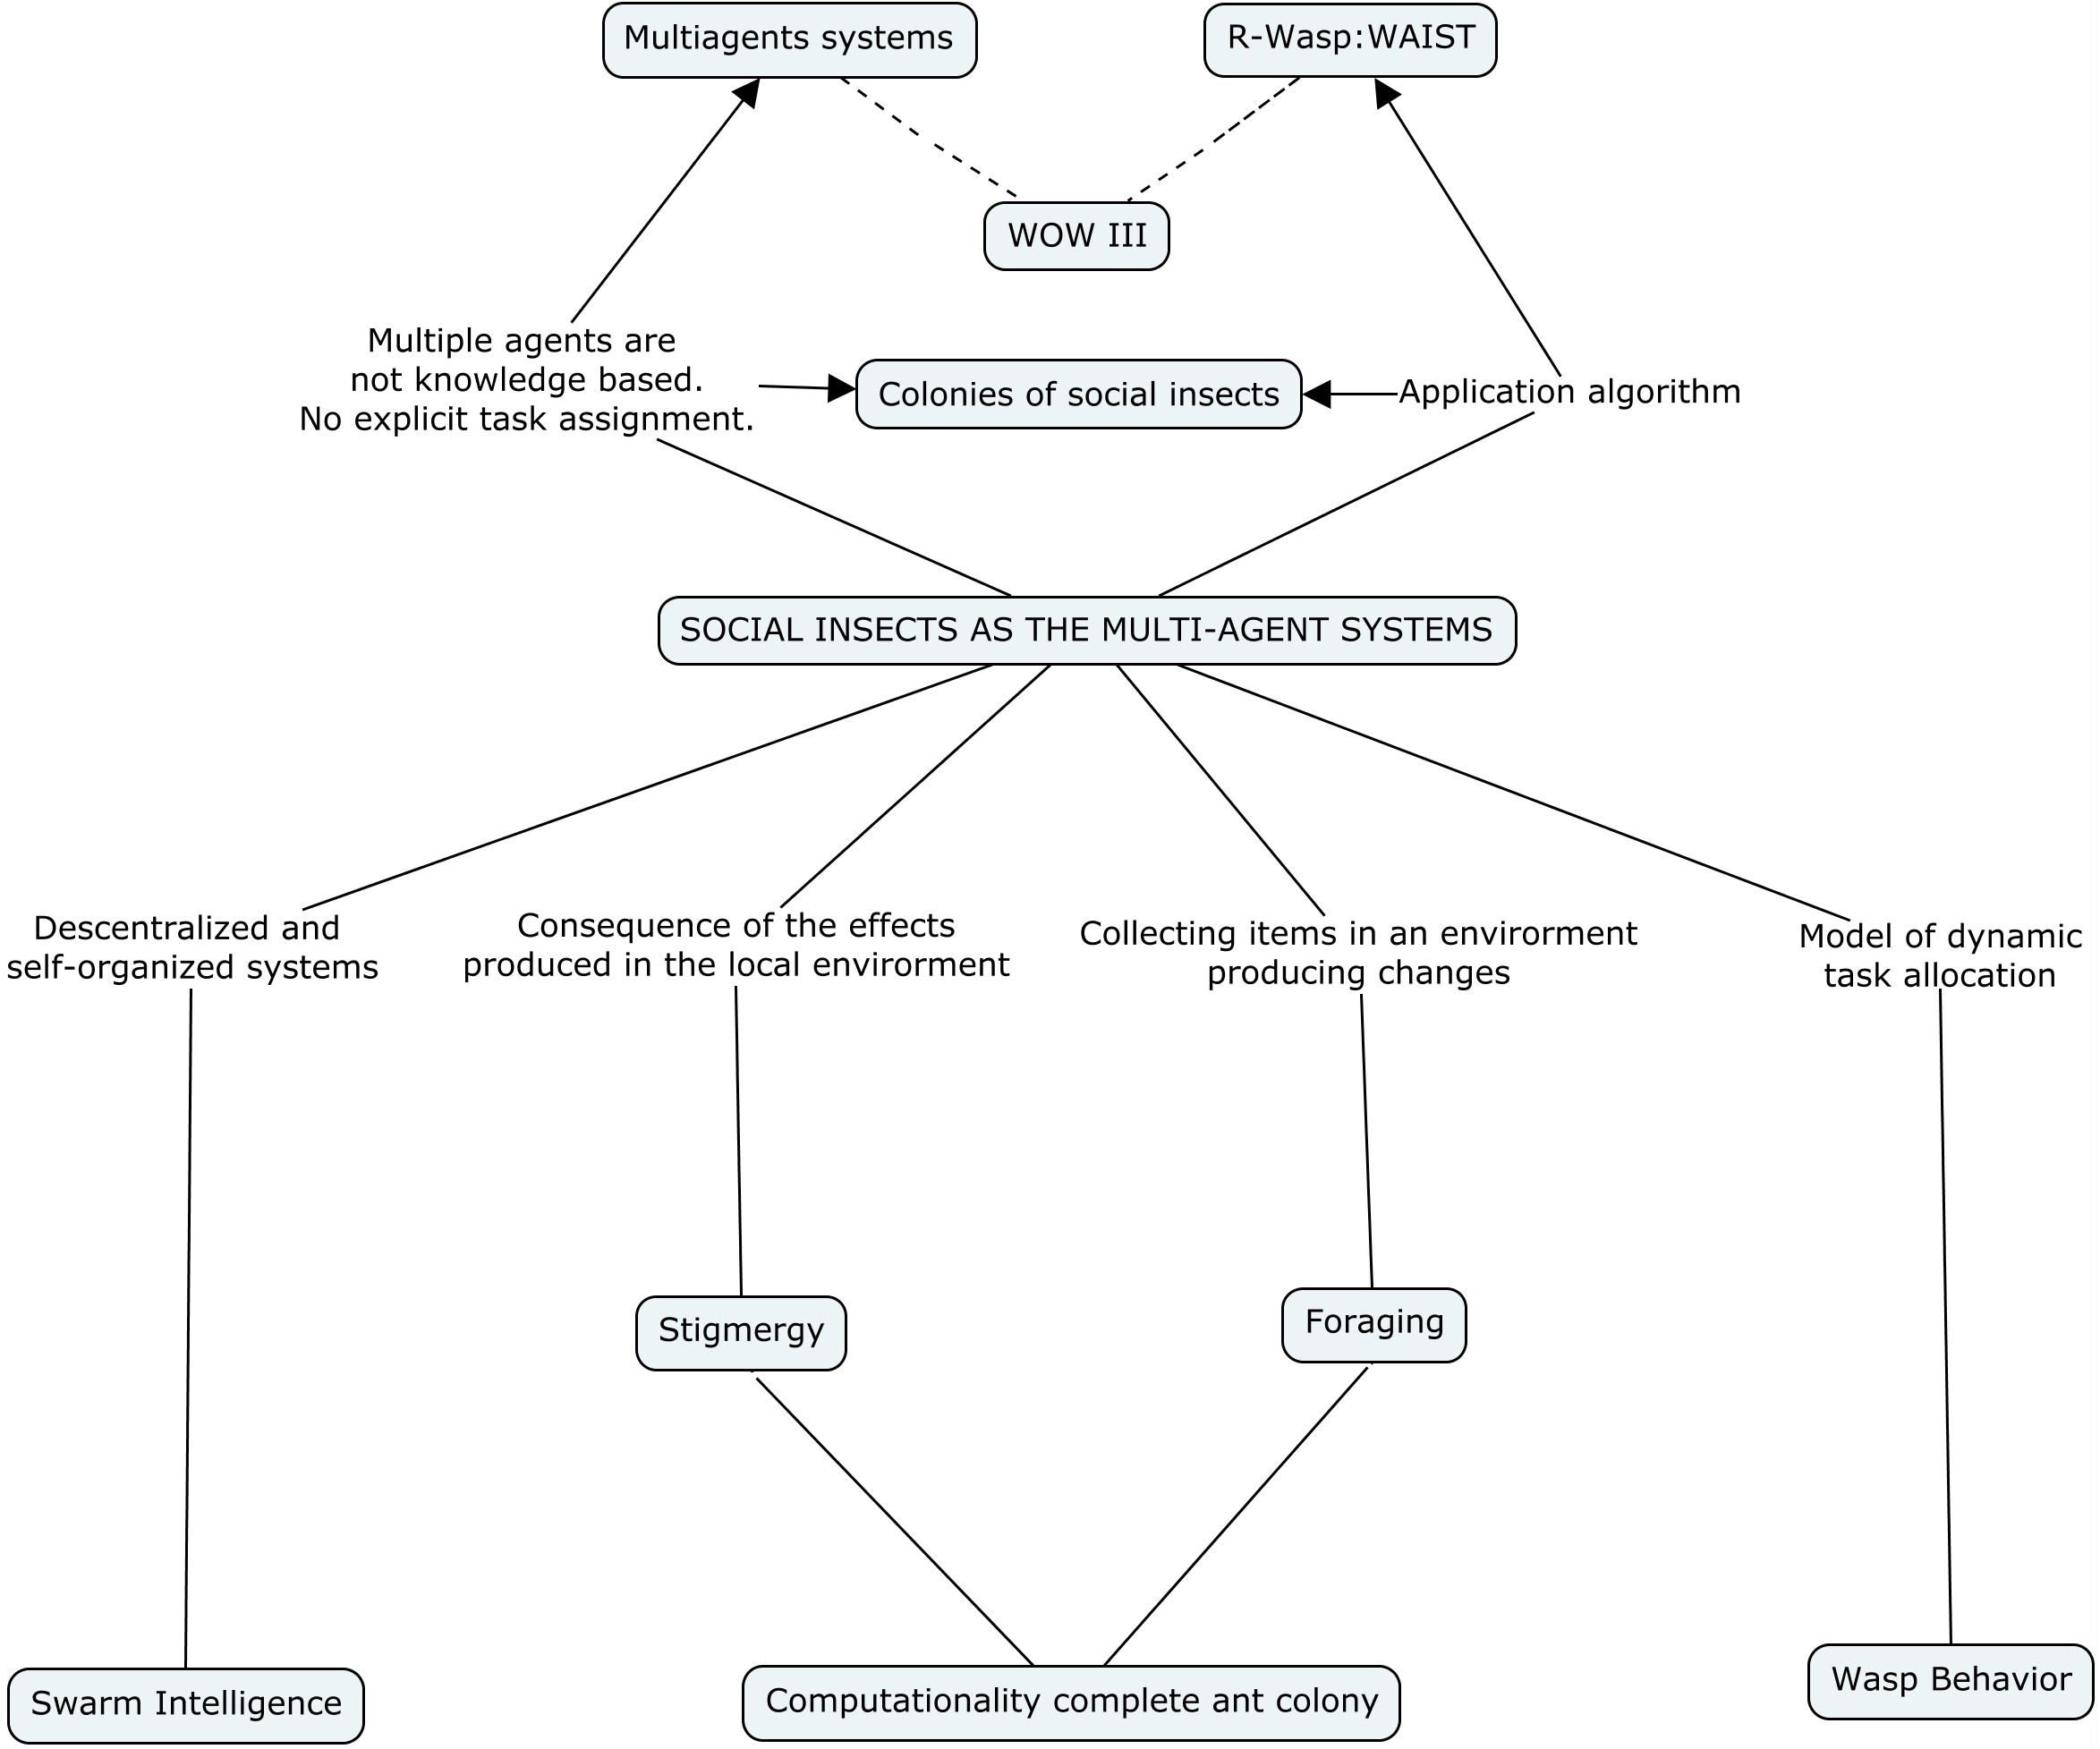 Multiagents systems
R-Wasp:WAIST
WOW III
Multiple agents are
not knowledge based.
No explicit task assignment.
Colonies of social insects
Application algorithm
SOCIAL INSECTS AS THE MULTI-AGENT SYSTEMS
Descentralized and
self-organized systems
Consequence of the effects
produced in the local envirorment
Collecting items in an envirorment
producing changes
Model of dynamic
task allocation
Stigmergy
Foraging
Swarm Intelligence
Computationality complete ant colony
Wasp Behavior